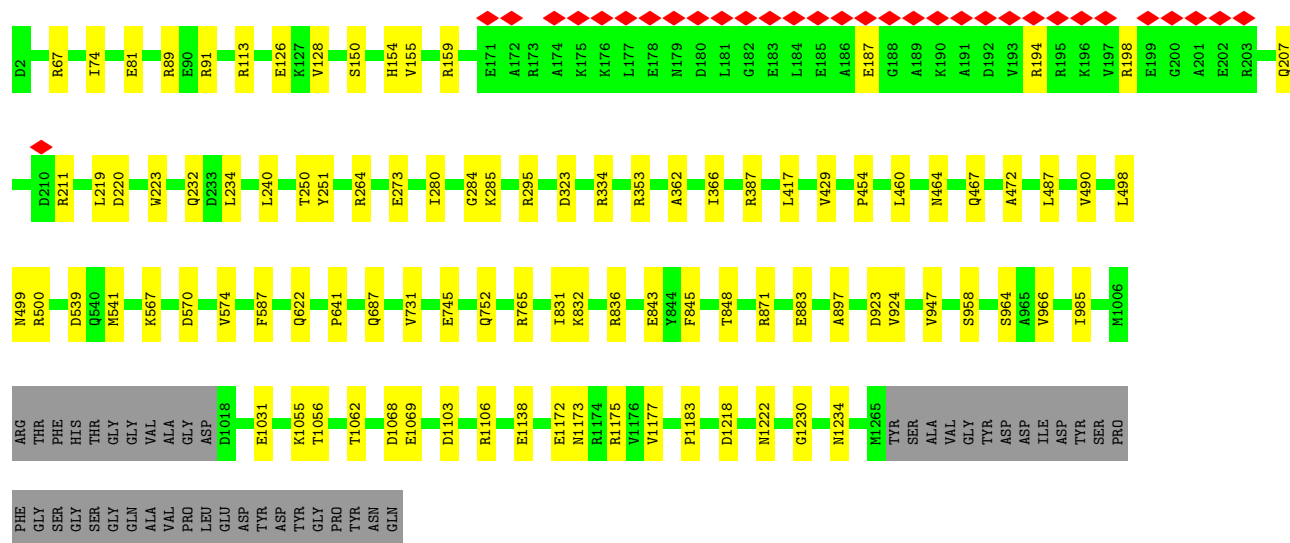 D2 R67 I74 E81 R89 E90 R91 R113 E126 K127 V128 S150 H154 V155 R159 E171 A172 R173 A174 K175 K176 L177 E178 N179 D180 L181 G182 E183 L184 E185 A186 E187 G188 A189 K190 A191 D192 V193 R194 R195 K196 V197 R198 E199 G200 A201 E202 R203 Q207
D210 R211 L219 D220 W223 Q232 D233 L234 L240 T250 Y251 R264 E273 I280 G284 K285 R295 D323 R334 R353 A362 I366 R387 L417 V429 P454 L460 N464 Q467 A472 L487 V490 L498
N499 R500 D539 Q540 M541 K567 D570 V574 F587 Q622 P641 Q687 V731 E745 Q752 R765 I831 K832 R836 E843 Y844 F845 T848 R871 E883 A897 D923 V924 V947 S958 S964 A965 V966 I985 M1006
ARG THR PHE HIS THR GLY GLY VAL ALA GLY ASP D1018 E1031 K1055 T1056 T1062 D1068 E1069 D1103 R1106 E1138 E1172 N1173 R1174 R1175 V1176 V1177 P1183 D1218 N1222 G1230 N1234 M1265 TYR SER ALA VAL GLY TYR ASP ASP ILE ASP TYR SER PRO
PHE GLY SER GLY SER GLY GLN ALA VAL PRO LEU GLU ASP TYR ASP TYR GLY PRO TYR ASN GLN